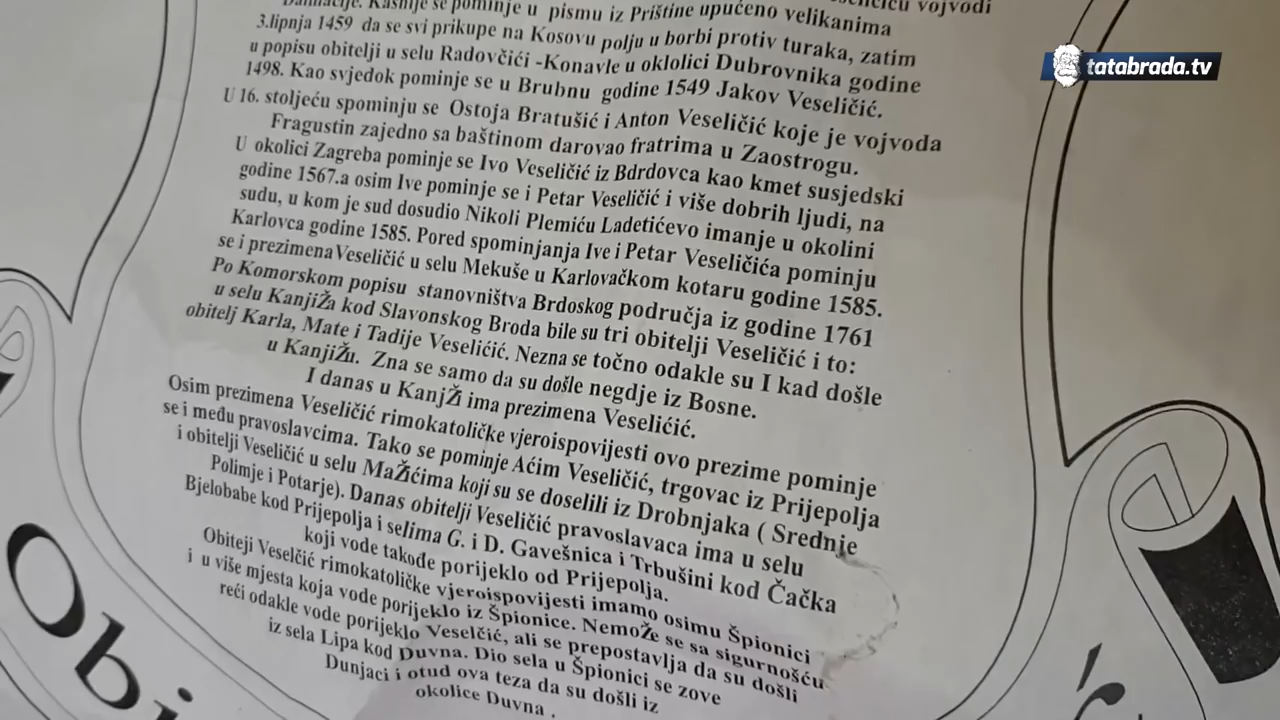 vojvodi
Dalmacije. Kasnije se pominje u pismu iz Prištine upućeno velikanima
3.lipnja 1459 da se svi prikupe na Kosovu polju u borbi protiv turaka, zatim
u popisu obitelji u selu Radovčići -Konavle u oklolici Dubrovnika godine
1498. Kao svjedok pominje se u Brubnu godine 1549 Jakov Veseličić.
U 16. stoljeću spominju se Ostoja Bratušić i Anton Veseličić koje je vojvoda
Fragustin zajedno sa baštinom darovao fratrima u Zaostrogu.
U okolici Zagreba pominje se Ivo Veseličić iz Bdrdovca kao kmet susjedski
godine 1567.a osim Ive pominje se i Petar Veseličić i više dobrih ljudi, na
sudu, u kom je sud dosudio Nikoli Plemiću Ladetićevo imanje u okolini
Karlovca godine 1585. Pored spominjanja Ive i Petar Veseličića pominju
se i prezimenaVeseličić u selu Mekuše u Karlovačkom kotaru godine 1585.
Po Komorskom popisu stanovništva Brdoskog područja iz godine 1761
u selu KanjiŽa kod Slavonskog Broda bile su tri obitelji Veseličić i to:
obitelj Karla, Mate i Tadije Veselićić. Nezna se točno odakle su I kad došle
u KanjiŽu. Zna se samo da su došle negdje iz Bosne.
I danas u KanjŽi ima prezimena Veselićić.
Osim prezimena Veseličić rimokatoličke vjeroispovijesti ovo prezime pominje
se i među pravoslavcima. Tako se pominje Aćim Veseličić, trgovac iz Prijepolja
i obitelji Veseličić u selu MaŽićima koji su se doselili iz Drobnjaka ( Srednje
Polimje i Potarje). Danas obitelji Veseličić pravoslavaca ima u selu
Bjelobabe kod Prijepolja i selima G. i D. Gavešnica i Trbušini kod Čačka
koji vode takođe porijeklo od Prijepolja.
Obiteji Veselčić rimokatoličke vjeroispovijesti imamo osimu Špionici
i u više mjesta koja vode porijeklo iz Špionice. NemoŽe se sa sigurnošću
reći odakle vode porijeklo Veselčić, ali se prepostavlja da su došli
iz sela Lipa kod Duvna. Dio sela u Špionici se zove
Dunjaci i otud ova teza da su došli iz
okolice Duvna .
Obi
ć
tatabrada.tv